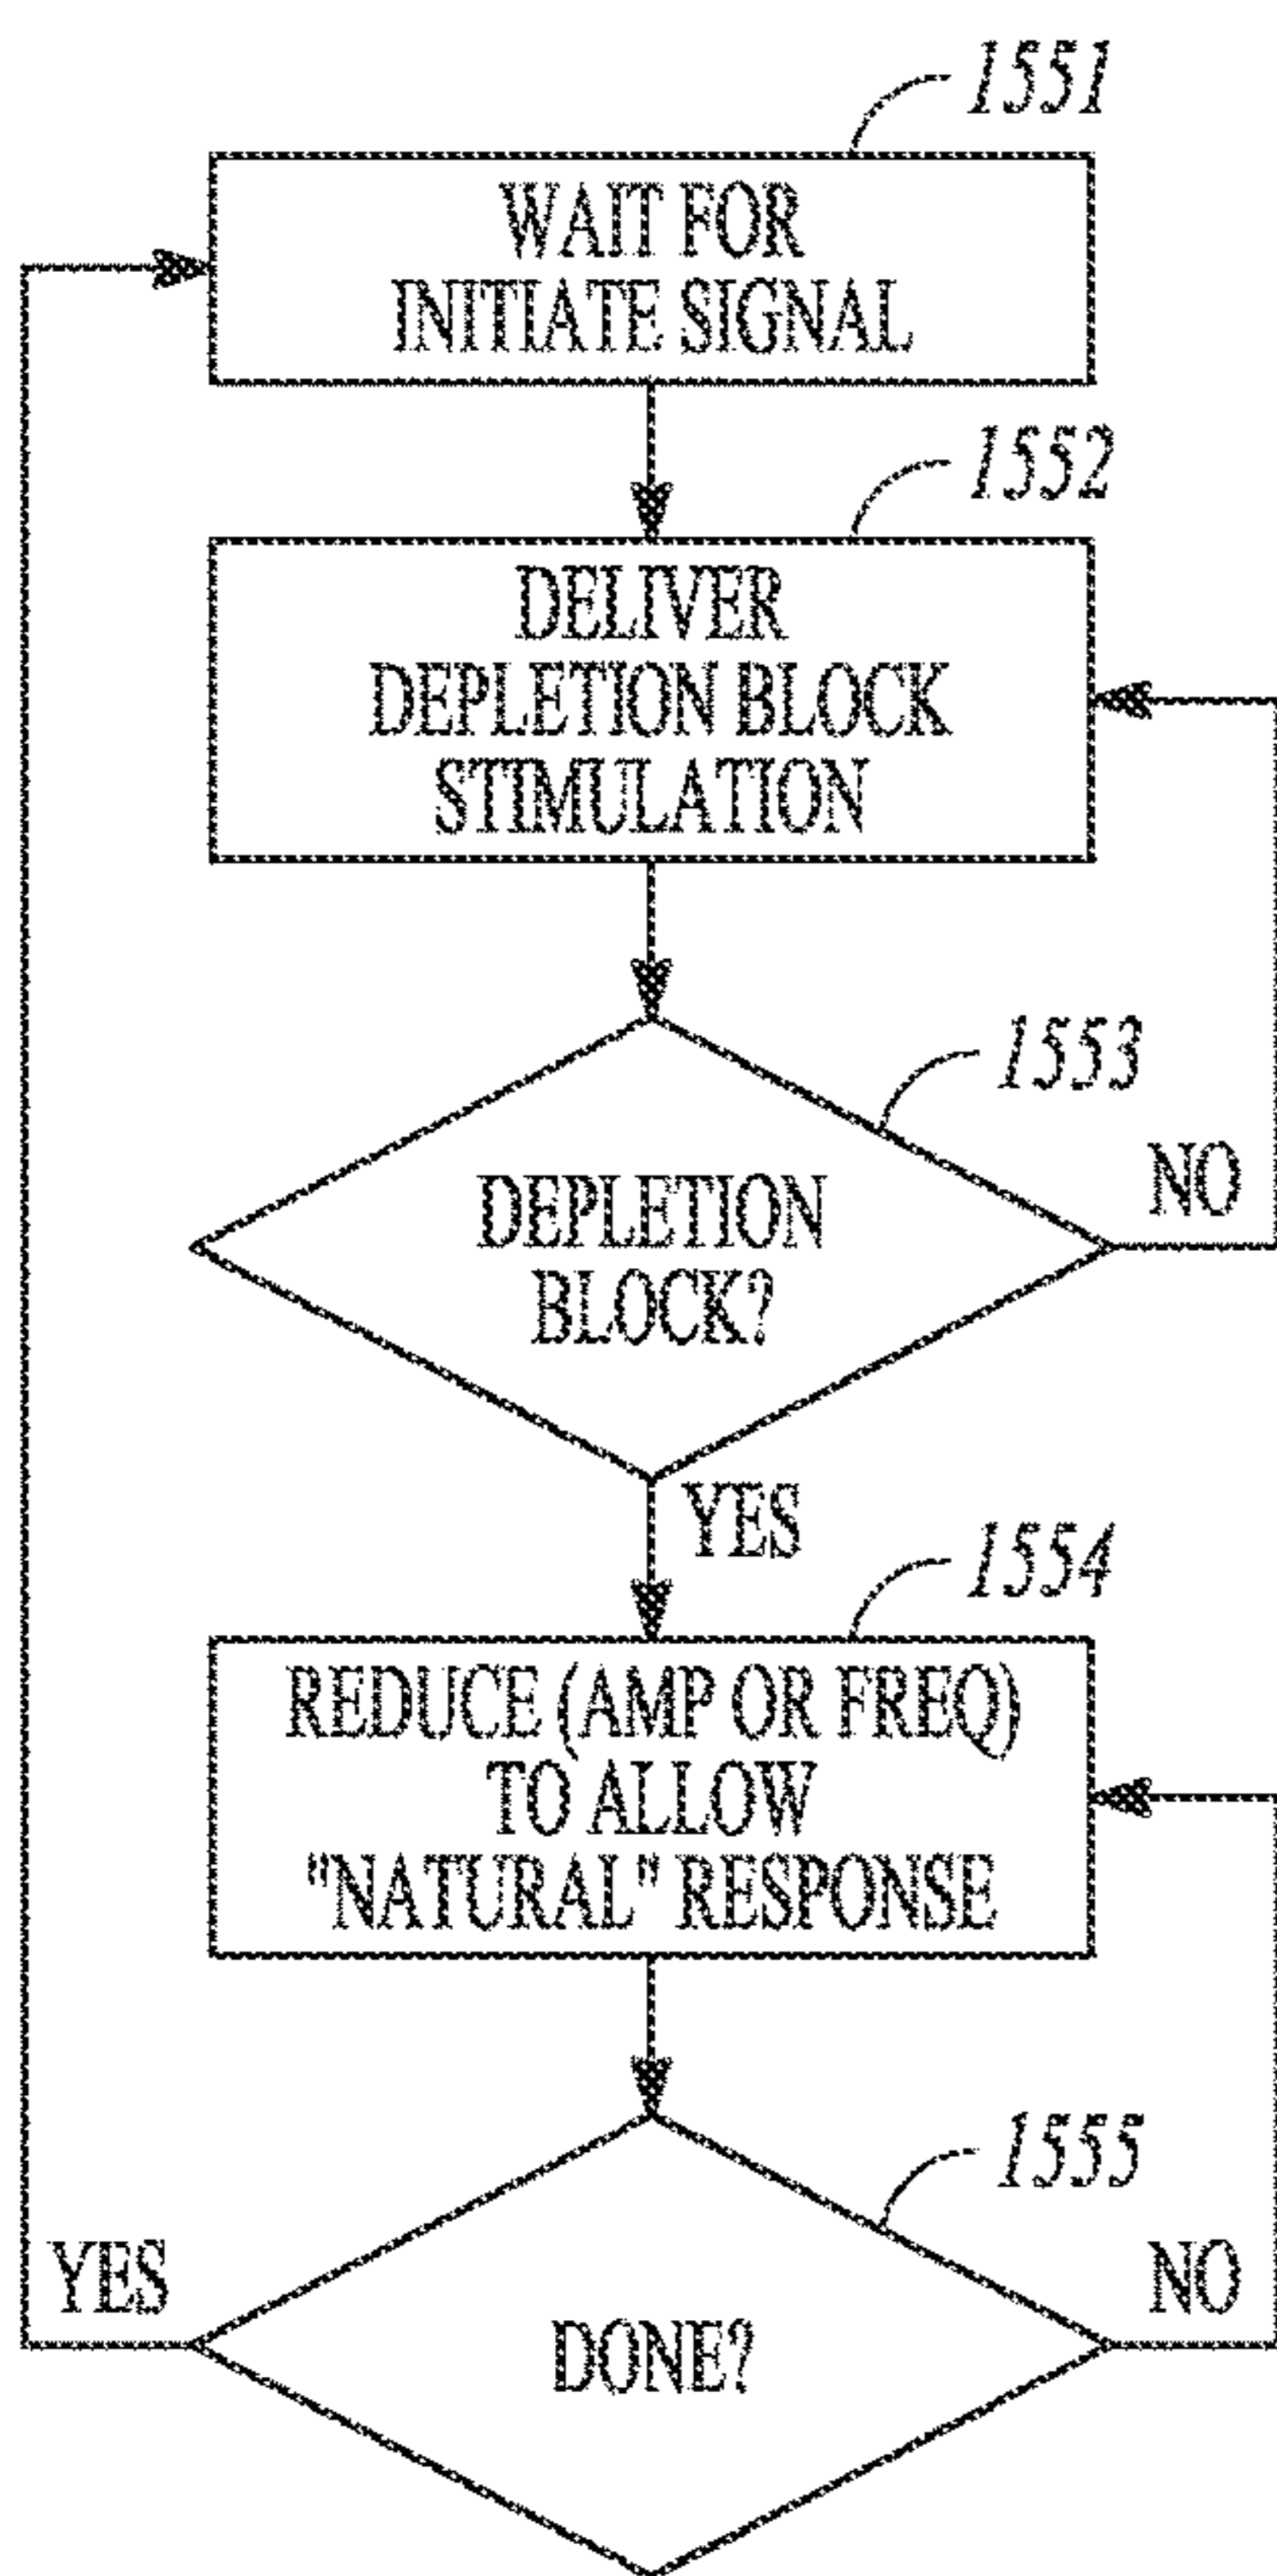 1551
WAIT FOR
INITIATE SIGNAL
1552
DELIVER
DEPLETION BLOCK
STIMULATION
1553
DEPLETION
BLOCK?
NO
YES
1554
REDUCE (AMP OR FREQ)
TO ALLOW
"NATURAL" RESPONSE
1555
YES
DONE?
NO